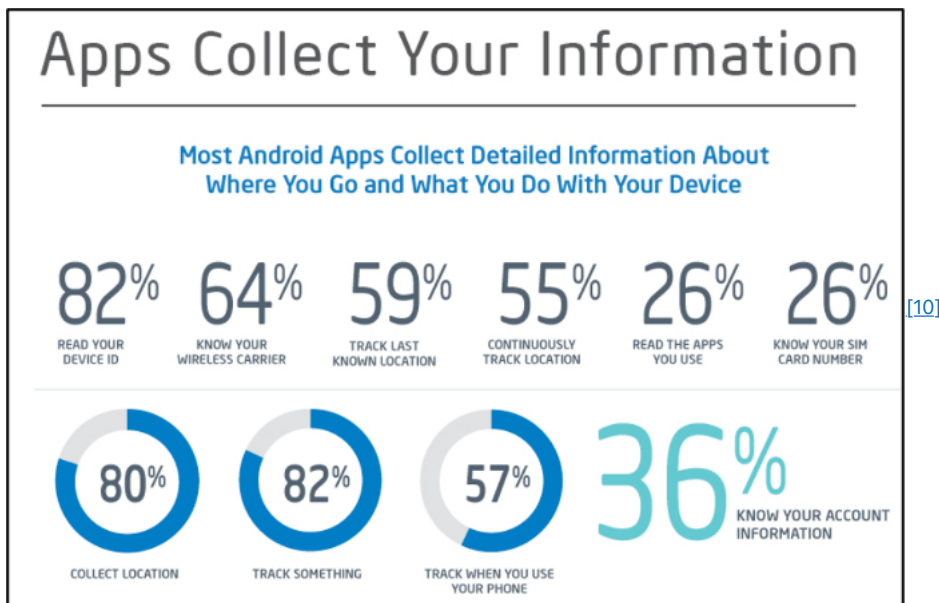 Apps Collect Your Information
Most Android Apps Collect Detailed Information About
Where You Go and What You Do With Your Device
82%
READ YOUR
DEVICE ID
64%
KNOW YOUR
WIRELESS CARRIER
59%
TRACK LAST
KNOWN LOCATION
55%
CONTINUOUSLY
TRACK LOCATION
26%
READ THE APPS
YOU USE
26%
KNOW YOUR SIM
CARD NUMBER
[10]
80%
COLLECT LOCATION
82%
TRACK SOMETHING
57%
TRACK WHEN YOU USE
YOUR PHONE
36%
KNOW YOUR ACCOUNT
INFORMATION